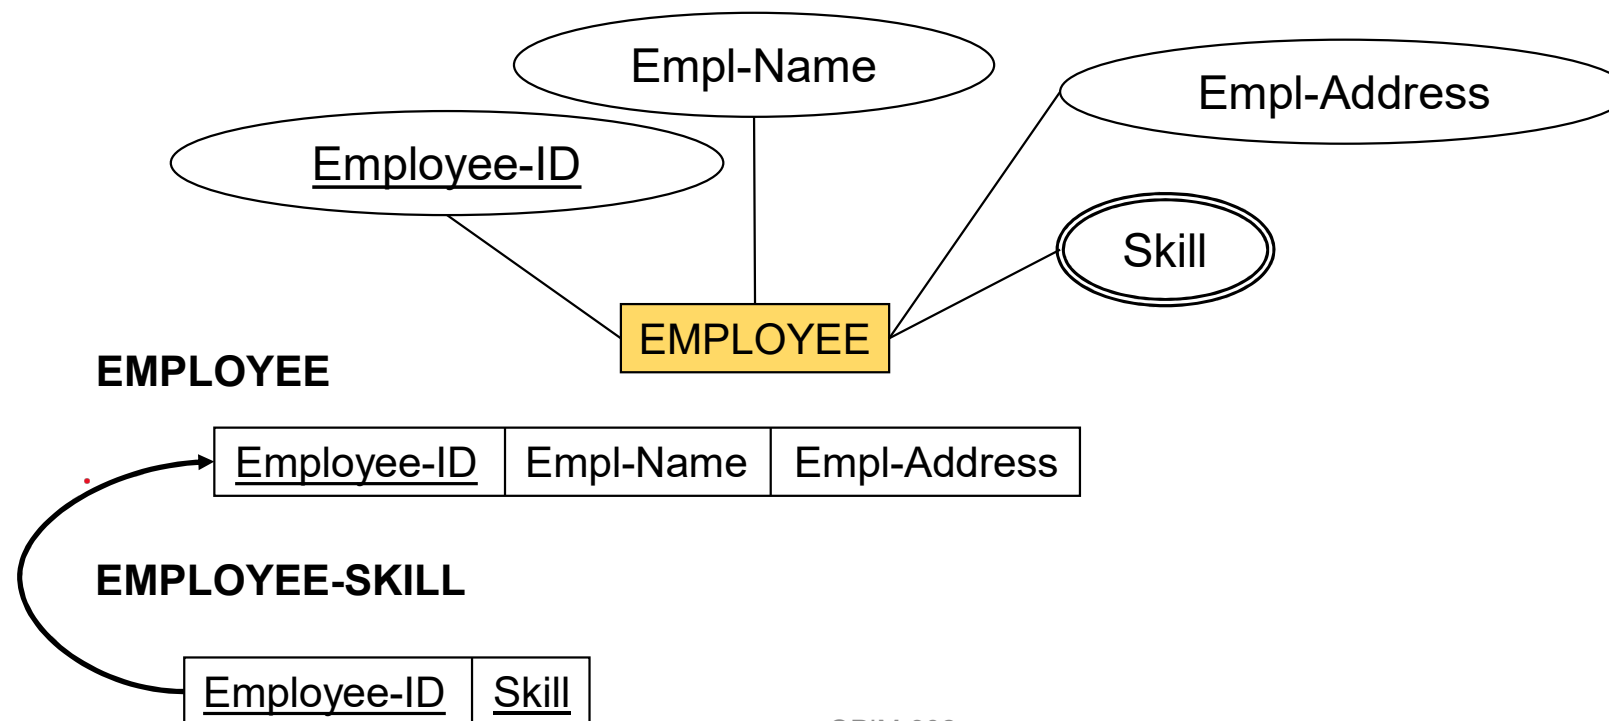 Empl-Name
Empl-Address
Employee-ID
Skill
EMPLOYEE
EMPLOYEE
Employee-ID Empl-Name Empl-Address
EMPLOYEE-SKILL
Employee-ID Skill